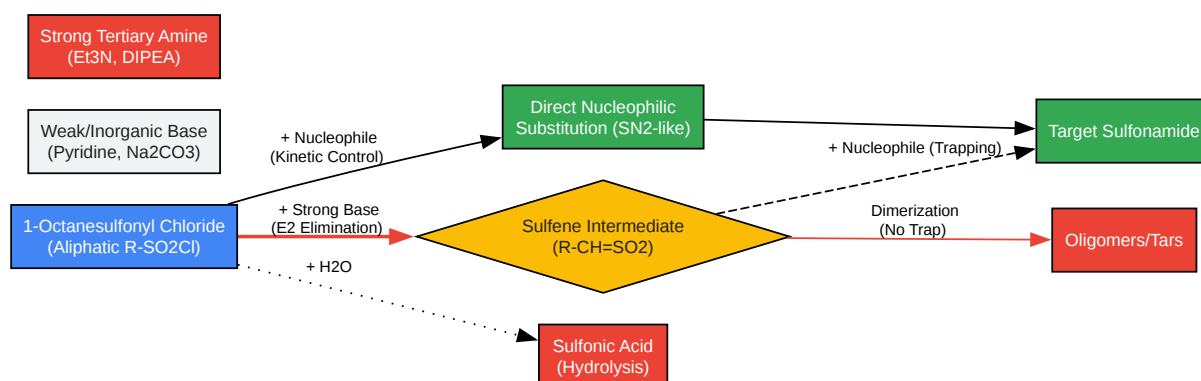 Strong Tertiary Amine
(Et3N, DIPEA)
Weak/Inorganic Base
(Pyridine, Na2CO3)
1-Octanesulfonyl Chloride
(Aliphatic R-SO2Cl)
+ Nucleophile
(Kinetic Control)
+ Strong Base
(E2 Elimination)
+ H2O
Direct Nucleophilic
Substitution (SN2-like)
Sulfene Intermediate
(R-CH=SO2)
Sulfonic Acid
(Hydrolysis)
+ Nucleophile (Trapping)
Dimerization
(No Trap)
Target Sulfonamide
Oligomers/Tars